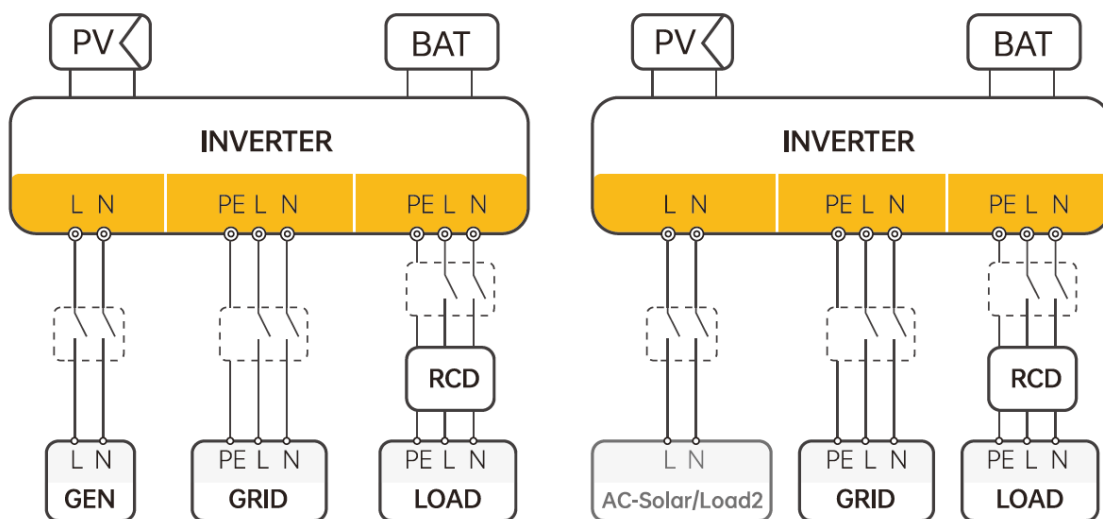 PV BAT PV BAT
INVERTER INVERTER
L N PE L N PE L N L N PE L N PE L N
RCD RCD
L N PE L N PE L N L N PE L N PE L N
GEN GRID LOAD AC-Solar/Load2 GRID LOAD